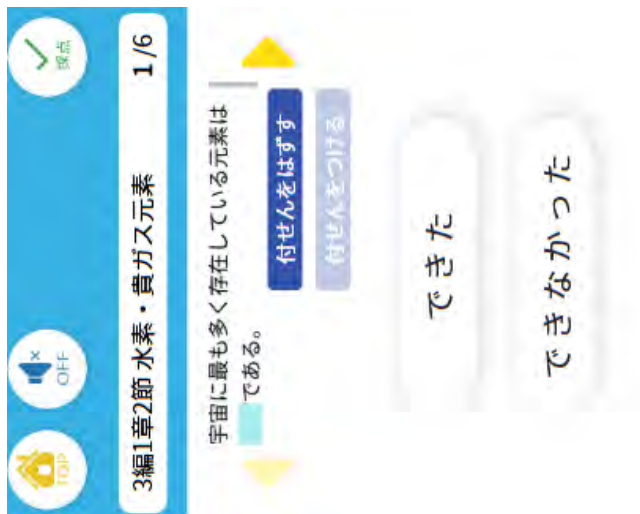 TOP
OFF
採点
3編1章2節 水素・貴ガス元素 1/6
宇宙に最も多く存在している元素は
である。
付せんをはずす
付せんをつける
できた
できなかった